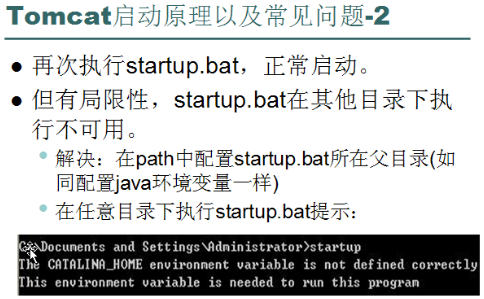 Tomcat启动原理以及常见问题-2
再次执行startup.bat，正常启动。
但有局限性，startup.bat在其他目录下执
行不可用。
解决：在path中配置startup.bat所在父目录(如
同配置java环境变量一样)
在任意目录下执行startup.bat提示：
C:\Documents and Settings\Administrator>startup
The CATALINA_HOME environment variable is not defined correctly
This environment variable is needed to run this program